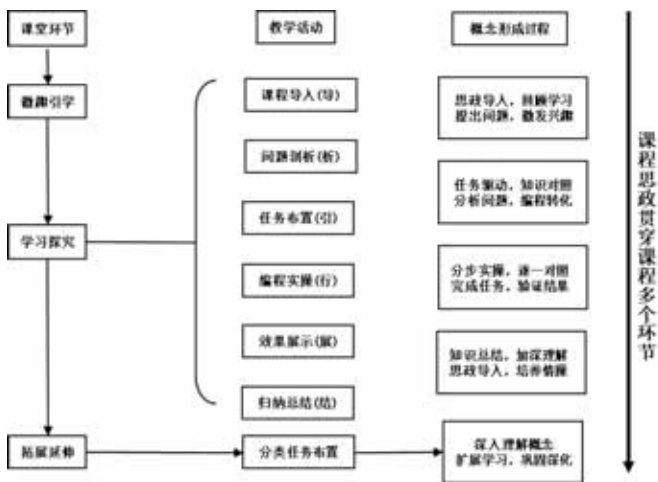 课堂环节
教学活动
概念形成过程
激趣引学
学习探究
拓展延伸
课程导入(导)
问题剖析(析)
任务布置(引)
编程实操(行)
效果展示(展)
归纳总结(结)
分类任务布置
思政导入，回顾学习
提出问题，激发兴趣
任务驱动，知识对照
分析问题，编程转化
分步实操，逐一对照
完成任务，验证结果
知识总结，加深理解
思政导入，培养情操
深入理解概念
扩展学习，巩固深化
课程思政贯穿课程多个环节